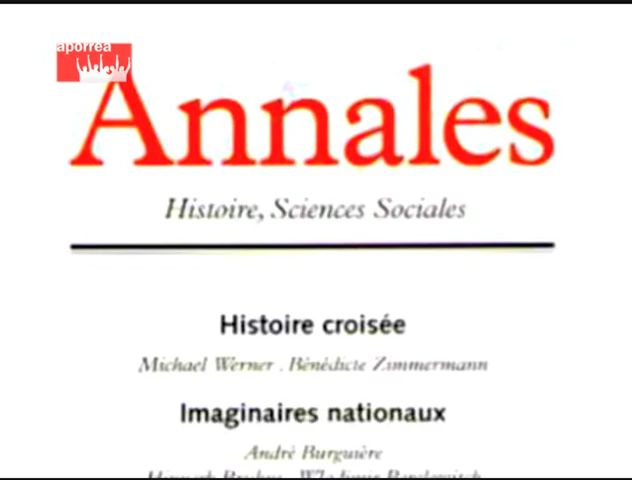 aporrea
Annales
Histoire, Sciences Sociales
Histoire croisée
Michael Werner . Bénédicte Zimmermann
Imaginaires nationaux
André Burguière